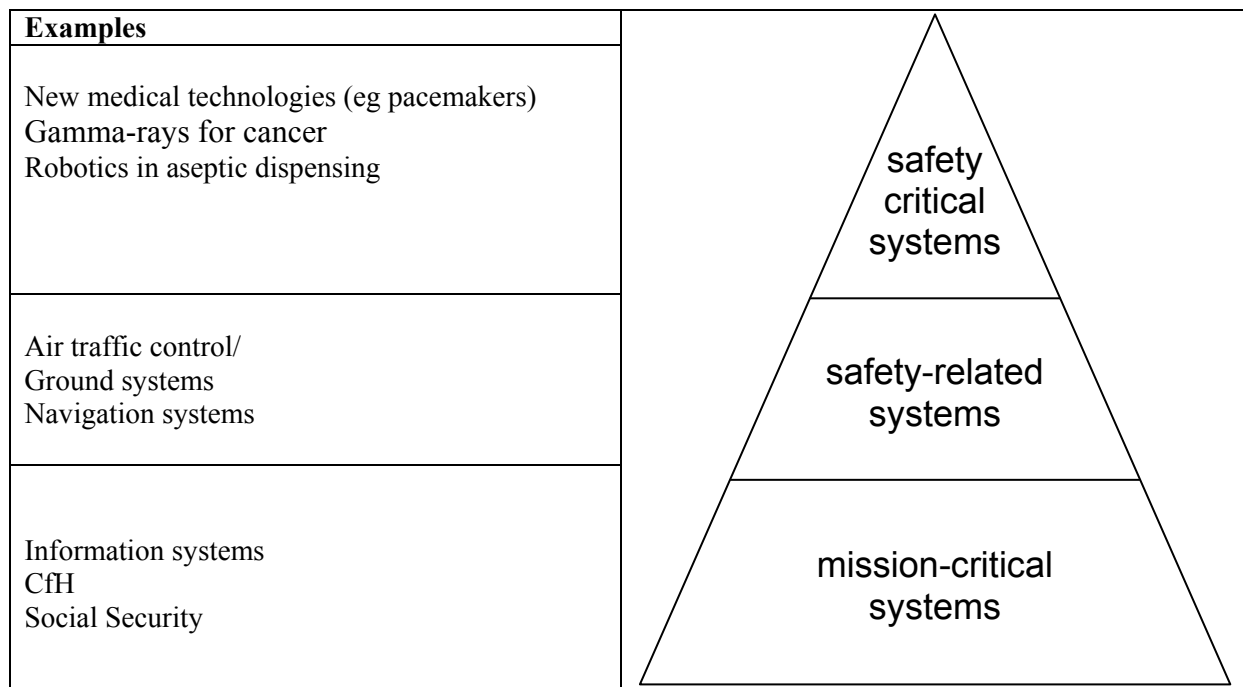 Examples
New medical technologies (eg pacemakers)
Gamma-rays for cancer
Robotics in aseptic dispensing
safety
critical
systems
Air traffic control/
Ground systems
Navigation systems
safety-related
systems
Information systems
CfH
Social Security
mission-critical
systems